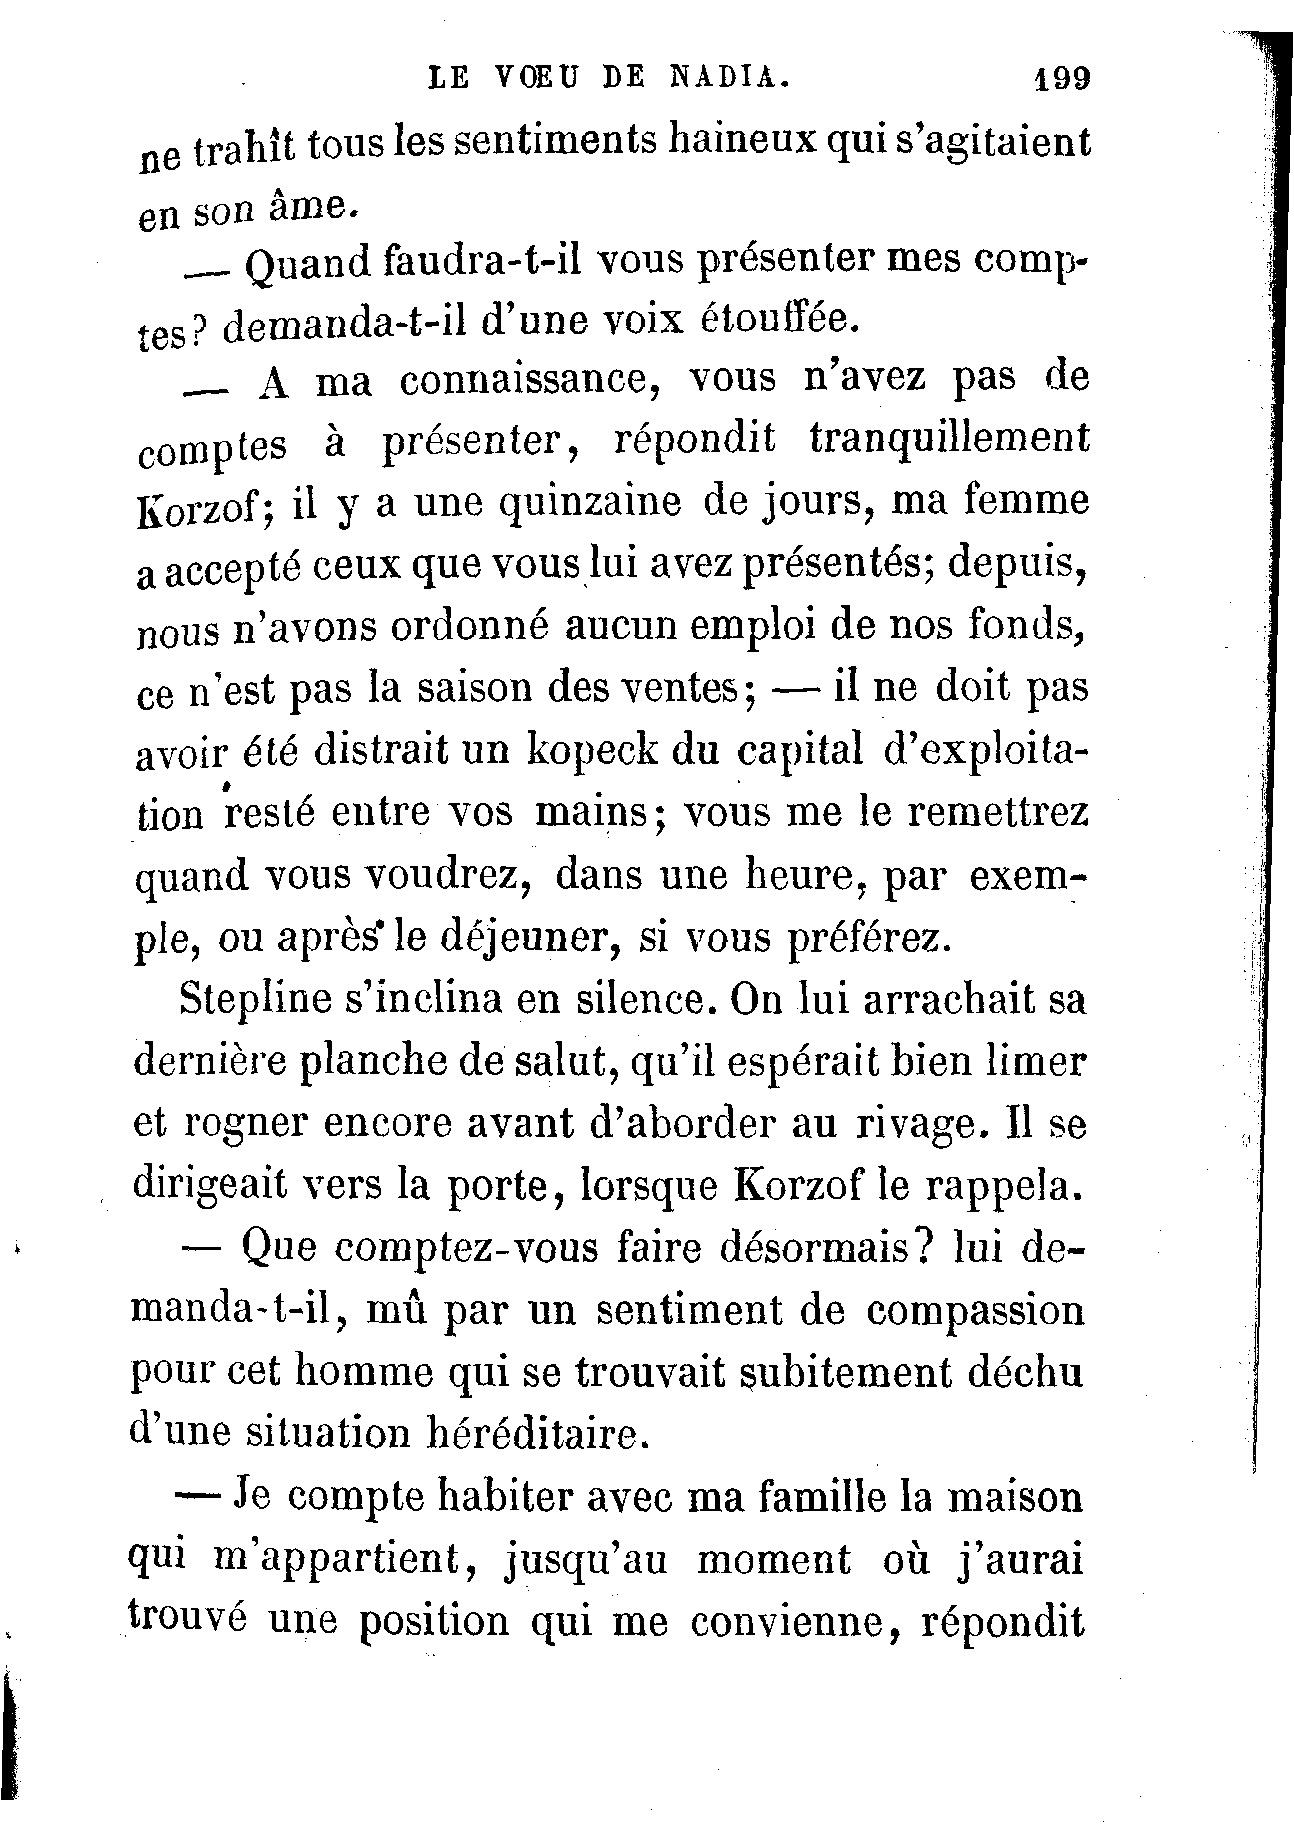 LE VŒU DE NADIA. 199
ne trahît tous les sentiments haineux qui s’agitaient
en son âme.
— Quand faudra-t-il vous présenter mes comp-
tes? demanda-t-il d’une voix étouffée.
— A ma connaissance, vous n’avez pas de
comptes à présenter, répondit tranquillement
Korzof; il y a une quinzaine de jours, ma femme
a accepté ceux que vous lui avez présentés; depuis,
nous n’avons ordonné aucun emploi de nos fonds,
ce n’est pas la saison des ventes; — il ne doit pas
avoir été distrait un kopeck du capital d’exploita-
tion resté entre vos mains; vous me le remettrez
quand vous voudrez, dans une heure, par exem-
ple, ou après le déjeuner, si vous préférez.
Stepline s’inclina en silence. On lui arrachait sa
dernière planche de salut, qu’il espérait bien limer
et rogner encore avant d’aborder au rivage. Il se
dirigeait vers la porte, lorsque Korzof le rappela.
— Que comptez-vous faire désormais? lui de-
manda-t-il, mû par un sentiment de compassion
pour cet homme qui se trouvait subitement déchu
d’une situation héréditaire.
— Je compte habiter avec ma famille la maison
qui m’appartient, jusqu’au moment où j’aurai
trouvé une position qui me convienne, répondit